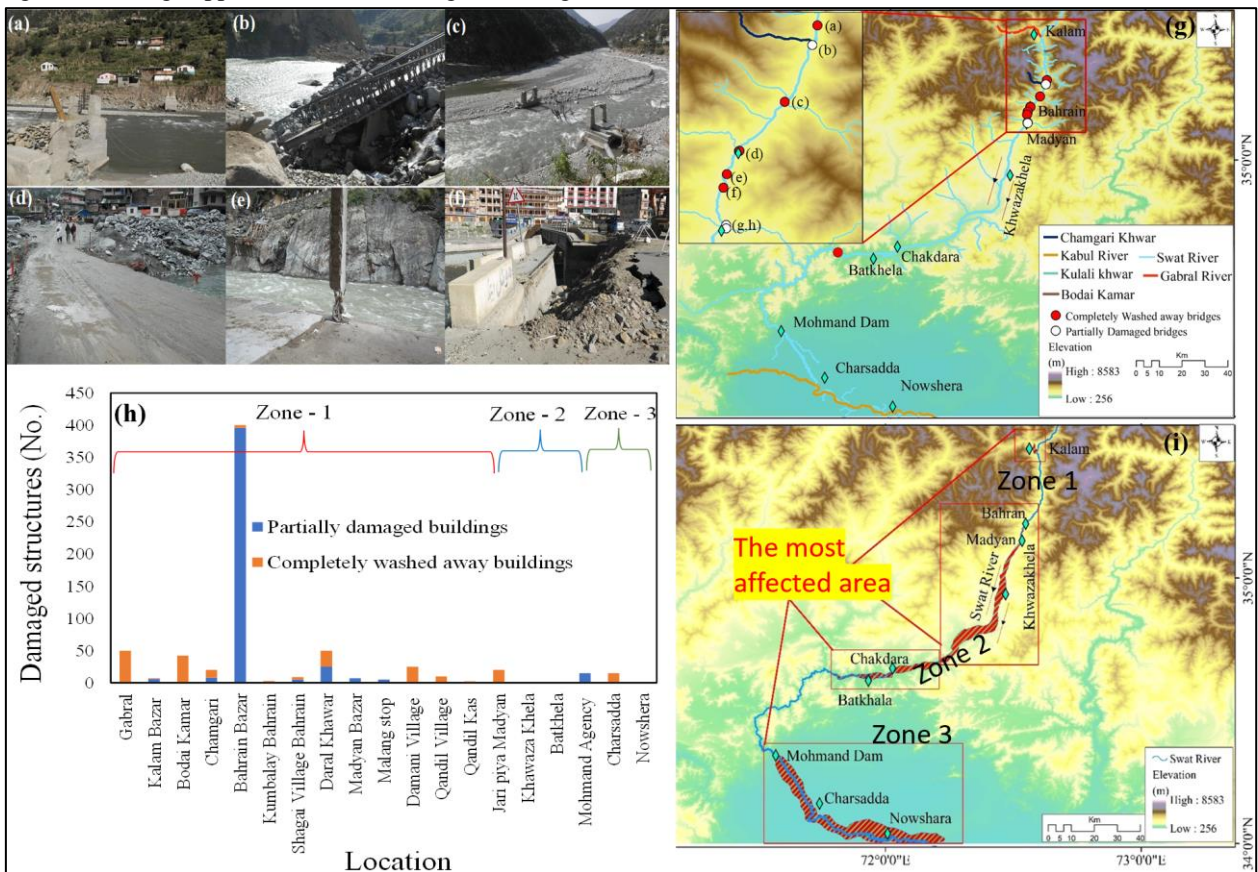 (a)
(b)
(c)
(d)
(e)
(f)
(g)
Kalam
Bahrain
Madyan
Khwazakhela
Chakdara
Batkhela
Mohmand Dam
Charsadda
Nowshera
35°0'0"N
(a)
(b)
(c)
(d)
(e)
(f)
(g,h)
Chamgari Khwar
Kabul River
Swat River
Kulali khwar
Gabral River
Bodai Kamar
Completely Washed away bridges
Partially Damaged bridges
Elevation
(m)
High : 8583
Low : 256
Km
0 5 10 20 30 40
(h)
Damaged structures (No.)
450
400
350
300
250
200
150
100
50
0
Zone - 1
Zone - 2
Zone - 3
Partially damaged buildings
Completely washed away buildings
Gabral
Kalam Bazar
Bodai Kamar
Chamgari
Bahrain Bazar
Kumbalay Bahrain
Shagai Village Bahrain
Daral Khawar
Madyan Bazar
Malang stop
Damani Village
Qandil Village
Qandil Kas
Jari piya Madyan
Khawaza Khela
Batkhela
Mohmand Agency
Charsadda
Nowshera
Location
(i)
Kalam
Zone 1
Bahran
Madyan
Khwazakhela
Swat River
The most
affected area
Zone 2
Chakdara
Batkhala
Zone 3
Mohmand Dam
Charsadda
Nowshara
Swat River
Elevation
(m)
High : 8583
Low : 256
Km
0 5 10 20 30 40
35°0'0"N
34°0'0"N
72°0'0"E
73°0'0"E